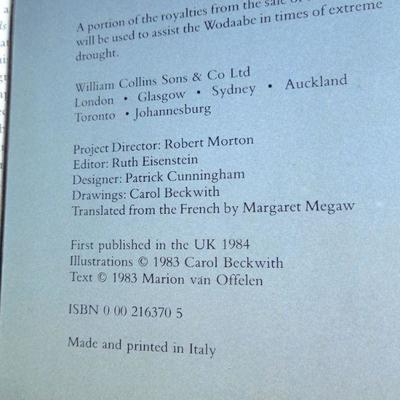 A portion of the royalties from the sale of
will be used to assist the Wodaabe in times of extreme
drought.
William Collins Sons & Co Ltd
London • Glasgow • Sydney • Auckland
Toronto • Johannesburg
Project Director: Robert Morton
Editor: Ruth Eisenstein
Designer: Patrick Cunningham
Drawings: Carol Beckwith
Translated from the French by Margaret Megaw
First published in the UK 1984
Illustrations © 1983 Carol Beckwith
Text © 1983 Marion van Offelen
ISBN 0 00 216370 5
Made and printed in Italy